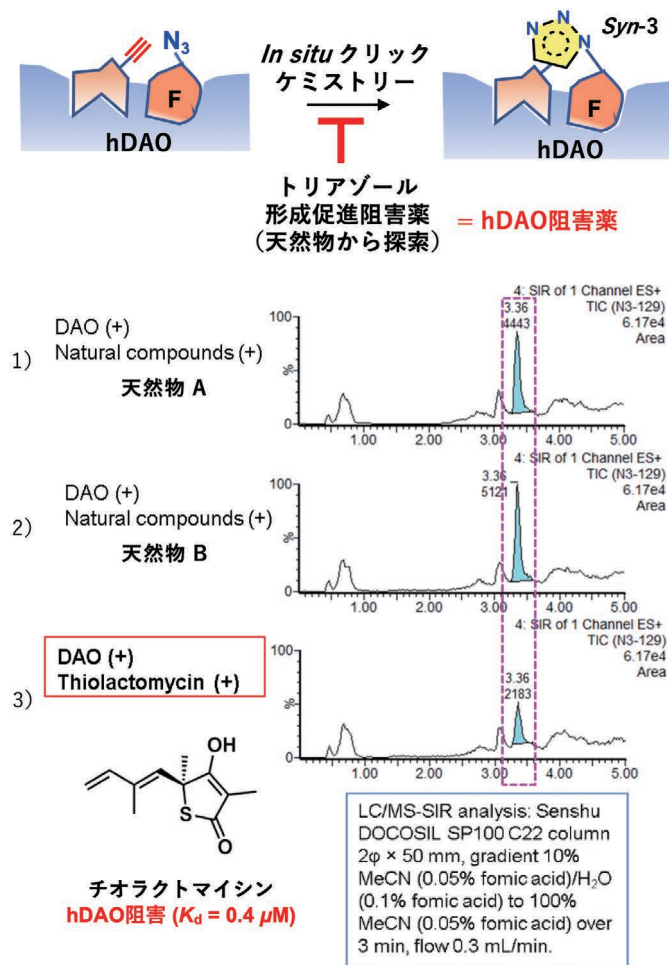 N₃
F
hDAO
In situ クリック
ケミストリー
N
N
N
Syn-3
F
hDAO
トリアゾール
形成促進阻害薬
(天然物から探索)
= hDAO阻害薬
1)
DAO (+)
Natural compounds (+)
天然物 A
4: SIR of 1 Channel ES+
TIC (N3-129)
6.17e4
Area
3.36
4443
100
%
0
1.00 2.00 3.00 4.00 5.00
2)
DAO (+)
Natural compounds (+)
天然物 B
4: SIR of 1 Channel ES+
TIC (N3-129)
6.17e4
Area
3.36
5121
100
%
0
1.00 2.00 3.00 4.00 5.00
3)
DAO (+)
Thiolactomycin (+)
4: SIR of 1 Channel ES+
TIC (N3-129)
6.17e4
Area
3.36
2183
100
%
0
1.00 2.00 3.00 4.00 5.00
OH
S
O
チオラクトマイシン
hDAO阻害 (Kd = 0.4 μM)
LC/MS-SIR analysis: Senshu
DOCOSIL SP100 C22 column
2φ × 50 mm, gradient 10%
MeCN (0.05% fomic acid)/H₂O
(0.1% fomic acid) to 100%
MeCN (0.05% fomic acid) over
3 min, flow 0.3 mL/min.